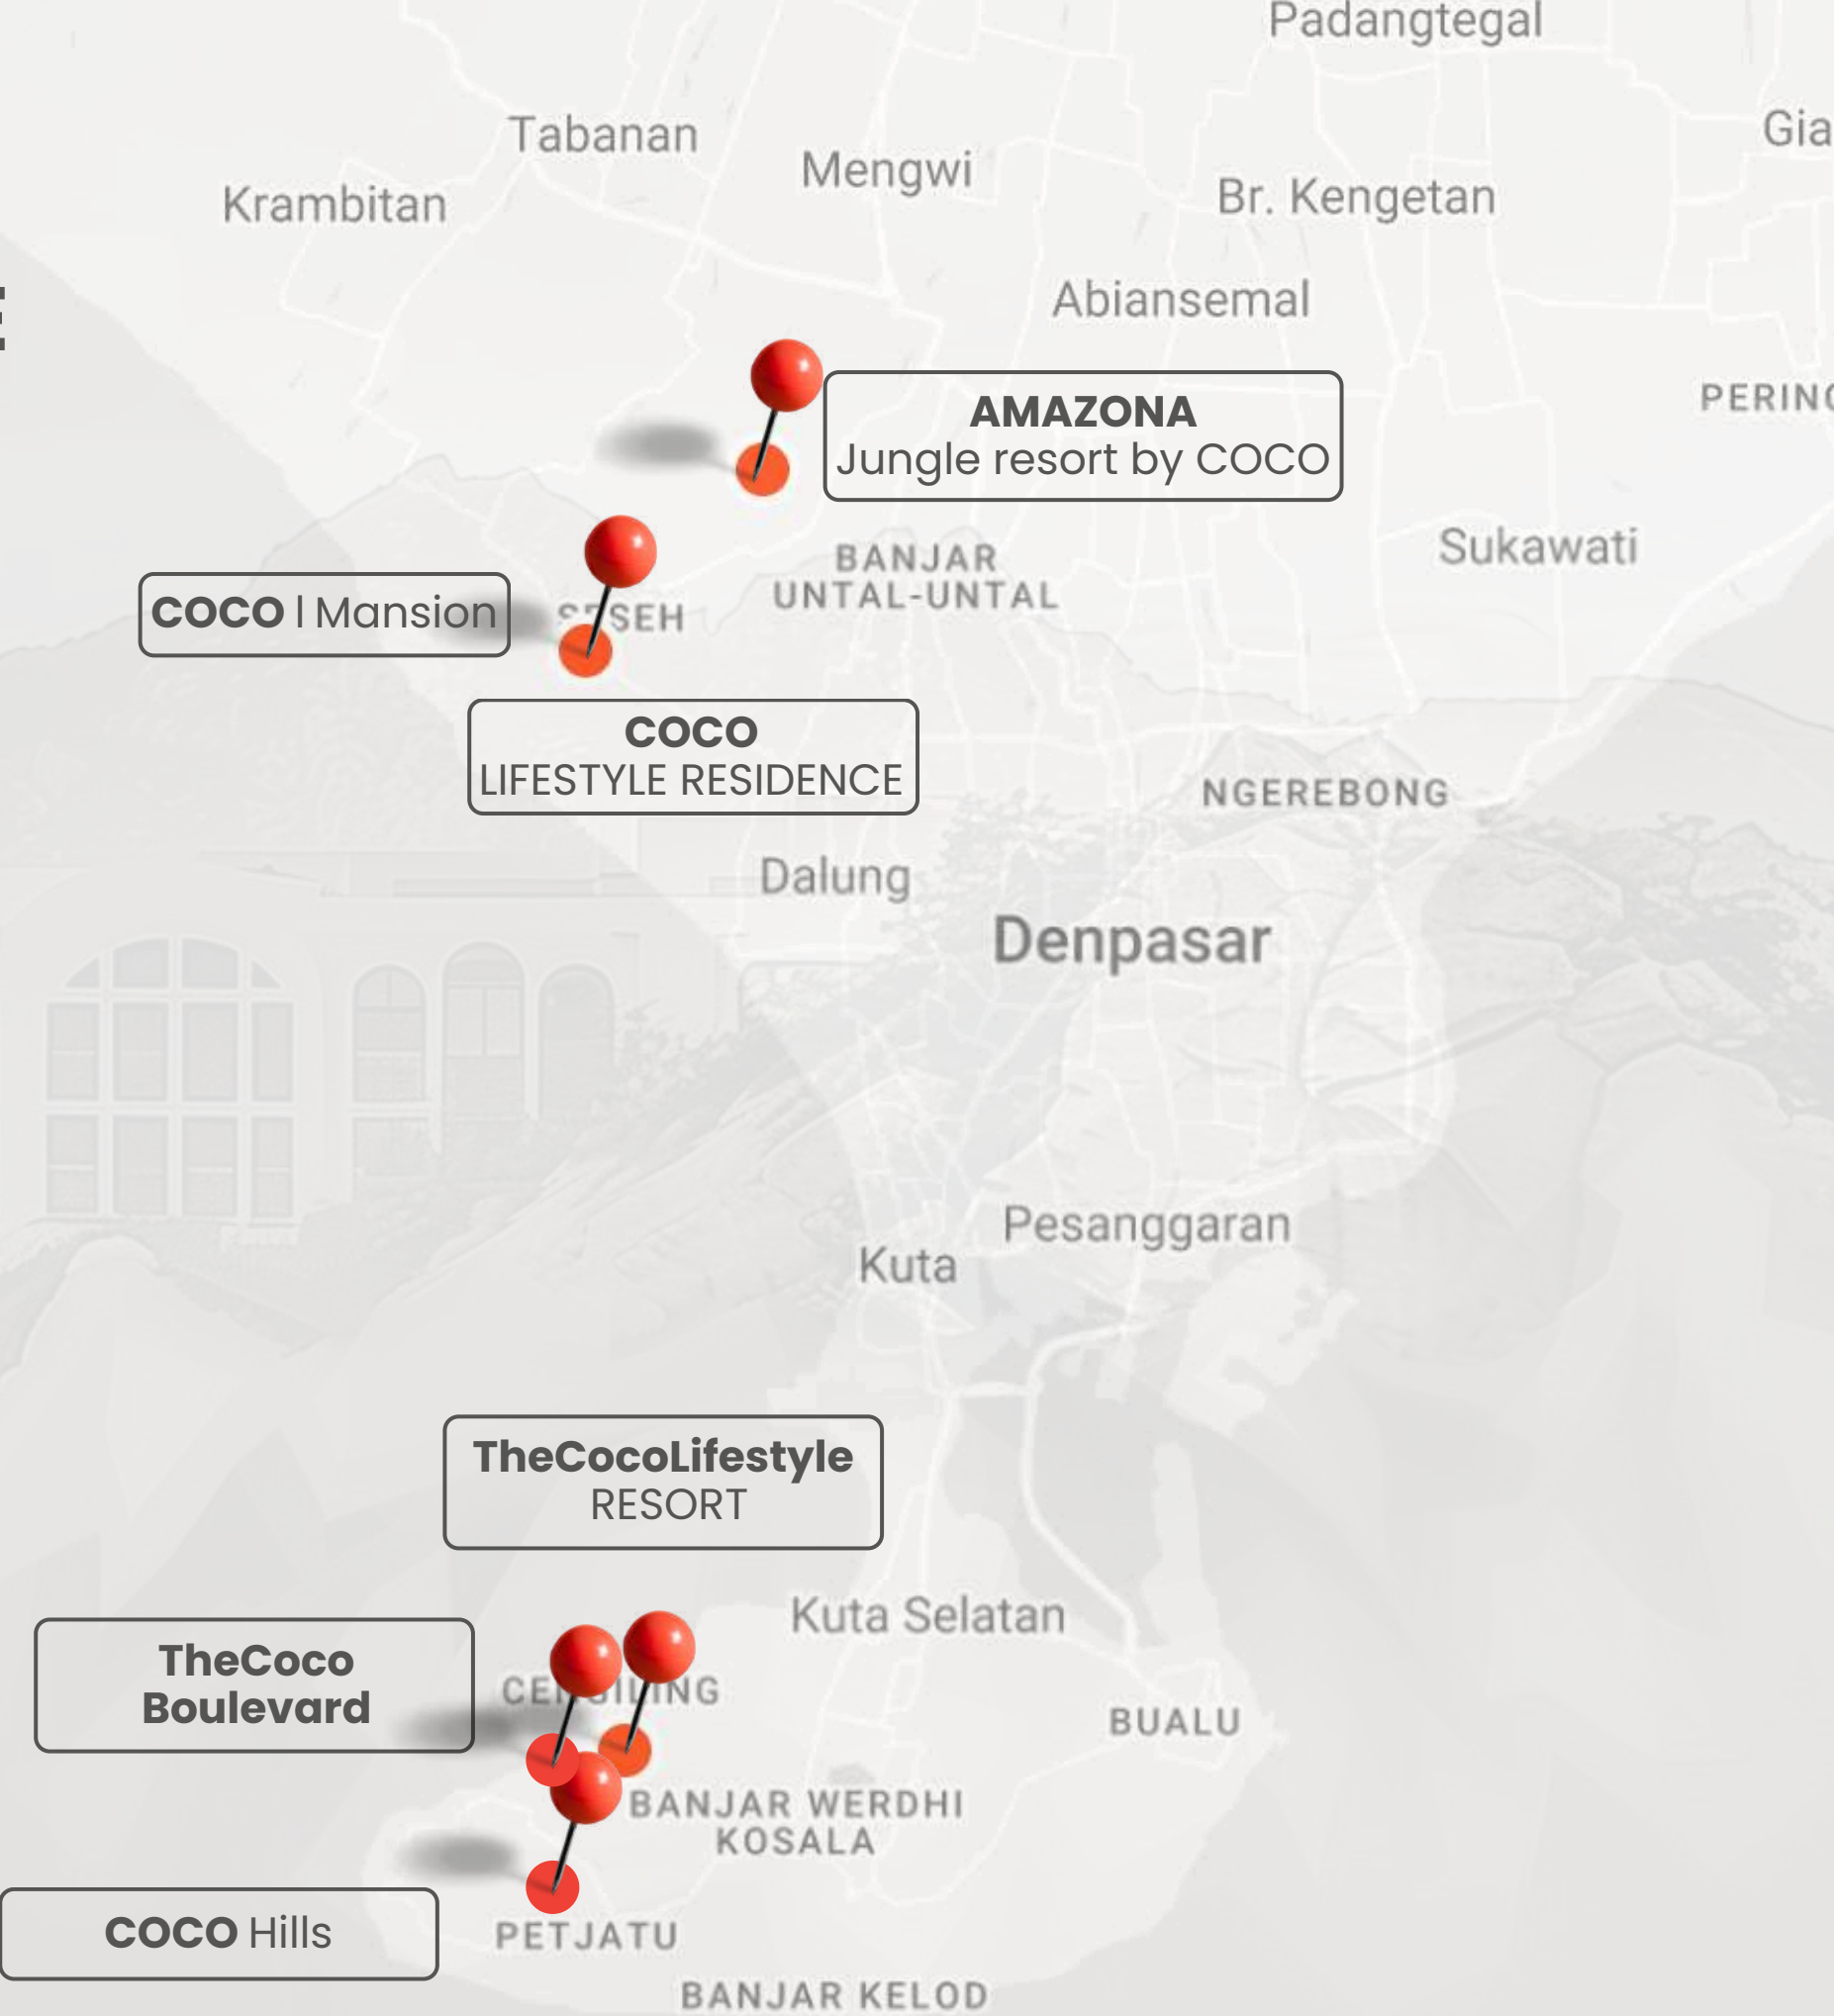 Padangtegal
Tabanan
Gia
Mengwi
Krambitan
Br. Kengetan
E
Abiansemal
PERING
AMAZONA
Jungle resort by COCO
Sukawati
BANJAR
UNTAL-UNTAL
COCO | Mansion
SESEH
COCO
LIFESTYLE RESIDENCE
NGEREBONG
Dalung
Denpasar
Pesanggaran
Kuta
TheCocoLifestyle
RESORT
Kuta Selatan
TheCoco
Boulevard
CENGILING
BUALU
BANJAR WERDHI
KOSALA
COCO Hills
PETJATU
BANJAR KELOD